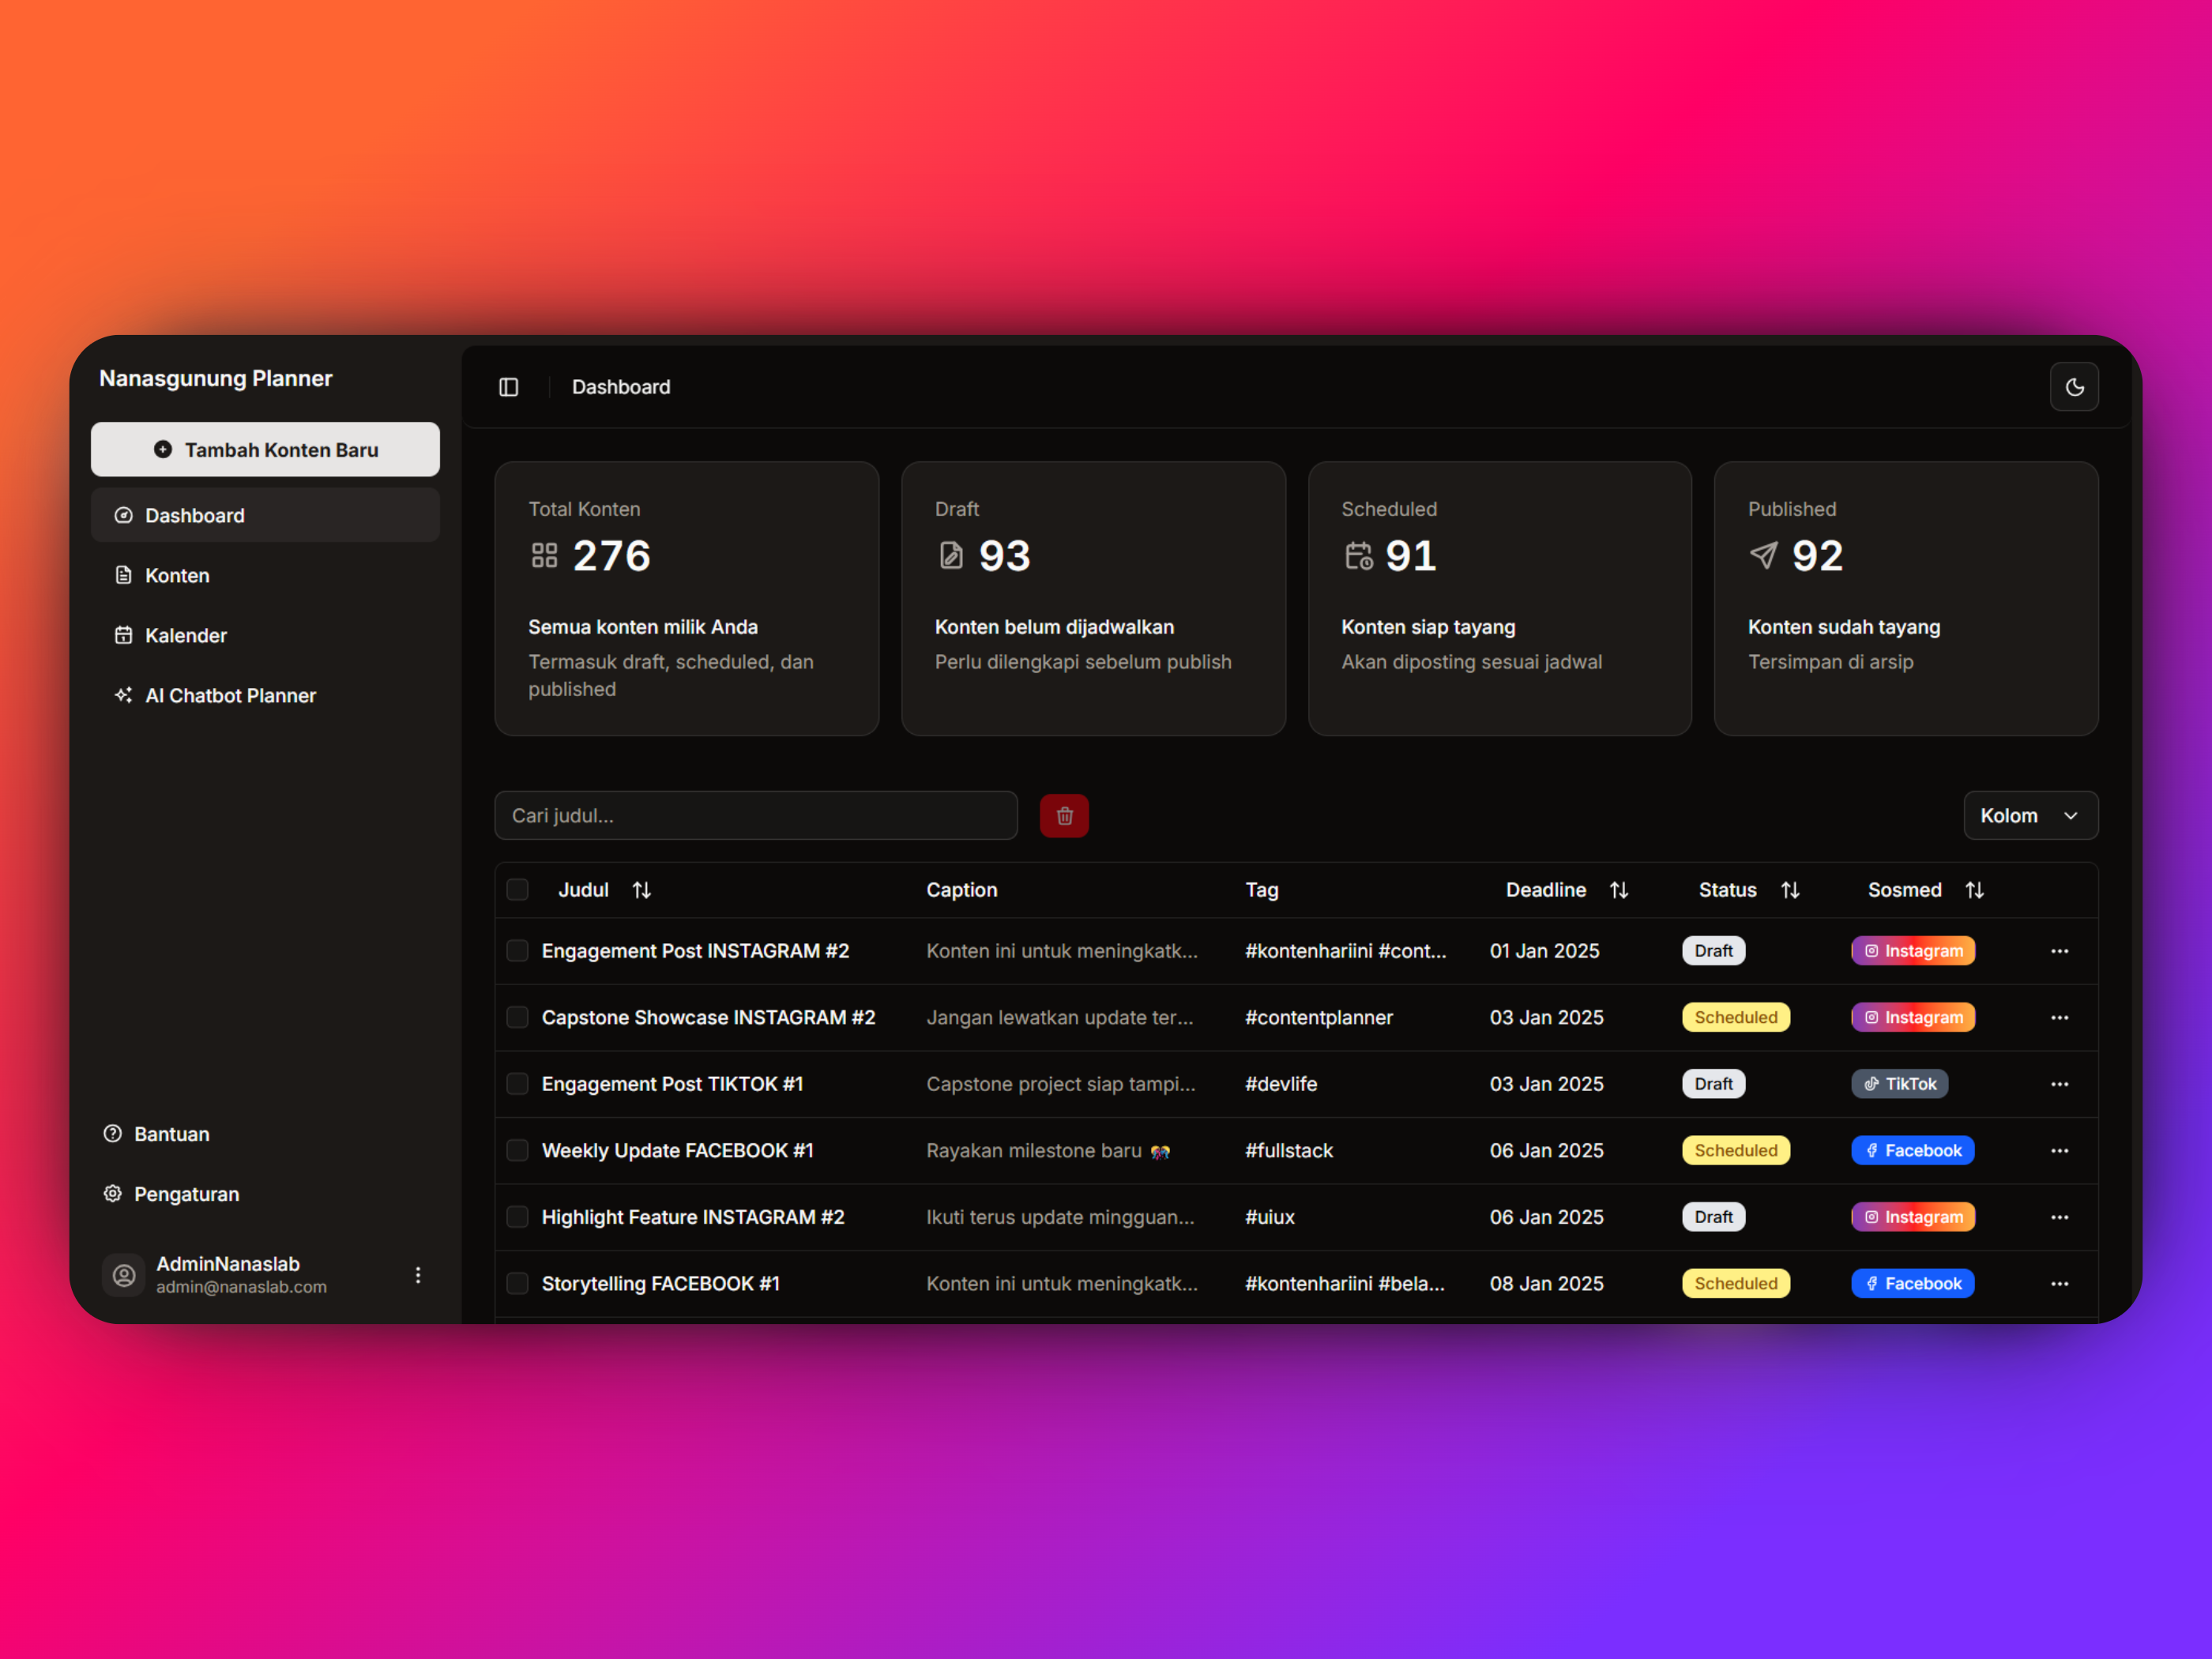 Nanasgunung Planner
Tambah Konten Baru
Dashboard
Konten
Kalender
AI Chatbot Planner
Bantuan
Pengaturan
AdminNanaslab
admin@nanaslab.com
Dashboard
Total Konten
276
Semua konten milik Anda
Termasuk draft, scheduled, dan
published
Draft
93
Konten belum dijadwalkan
Perlu dilengkapi sebelum publish
Scheduled
91
Konten siap tayang
Akan diposting sesuai jadwal
Published
92
Konten sudah tayang
Tersimpan di arsip
Cari judul...
Kolom
Judul Caption Tag Deadline Status Sosmed
Engagement Post INSTAGRAM #2 Konten ini untuk meningkatk... #kontenhariini #cont... 01 Jan 2025 Draft Instagram
Capstone Showcase INSTAGRAM #2 Jangan lewatkan update ter... #contentplanner 03 Jan 2025 Scheduled Instagram
Engagement Post TIKTOK #1 Capstone project siap tampi... #devlife 03 Jan 2025 Draft TikTok
Weekly Update FACEBOOK #1 Rayakan milestone baru 🎊 #fullstack 06 Jan 2025 Scheduled Facebook
Highlight Feature INSTAGRAM #2 Ikuti terus update mingguan... #uiux 06 Jan 2025 Draft Instagram
Storytelling FACEBOOK #1 Konten ini untuk meningkatk... #kontenhariini #bela... 08 Jan 2025 Scheduled Facebook